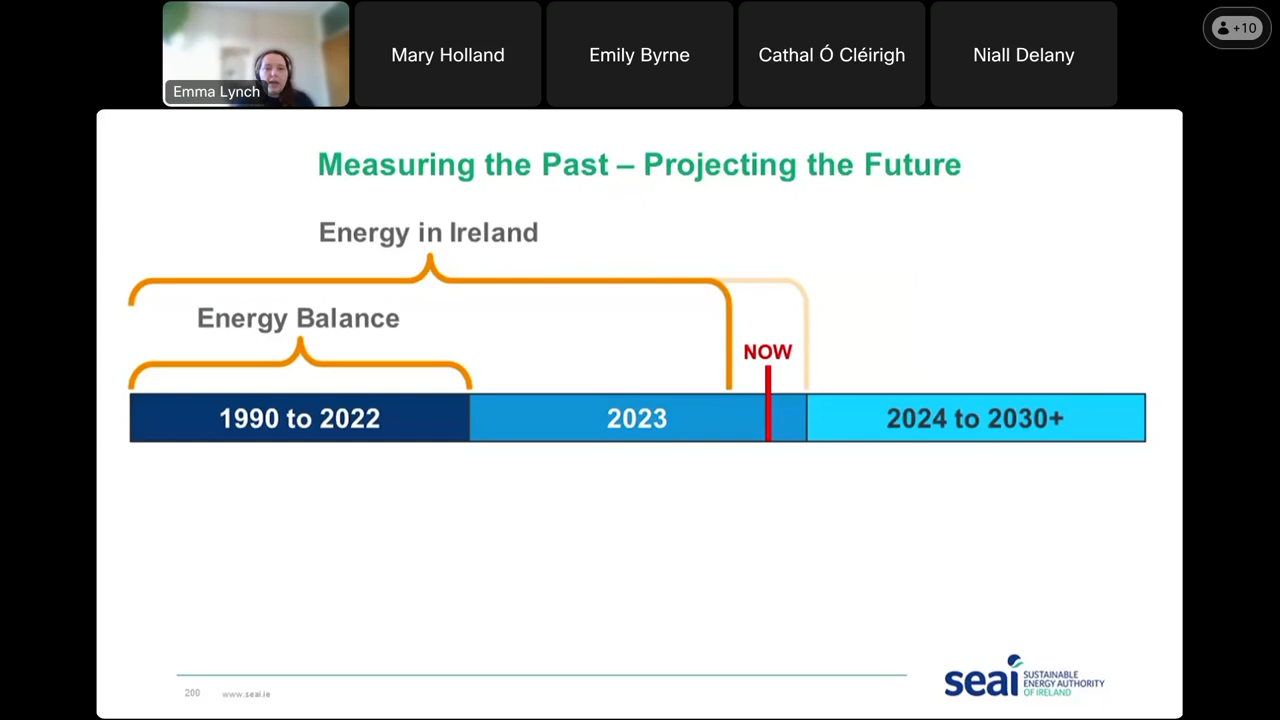 Emma Lynch
Mary Holland
Emily Byrne
Cathal Ó Cléirigh
Niall Delany
+10
Measuring the Past – Projecting the Future
Energy in Ireland
Energy Balance
NOW
1990 to 2022
2023
2024 to 2030+
200
www.seai.ie
seai
SUSTAINABLE
ENERGY AUTHORITY
OF IRELAND